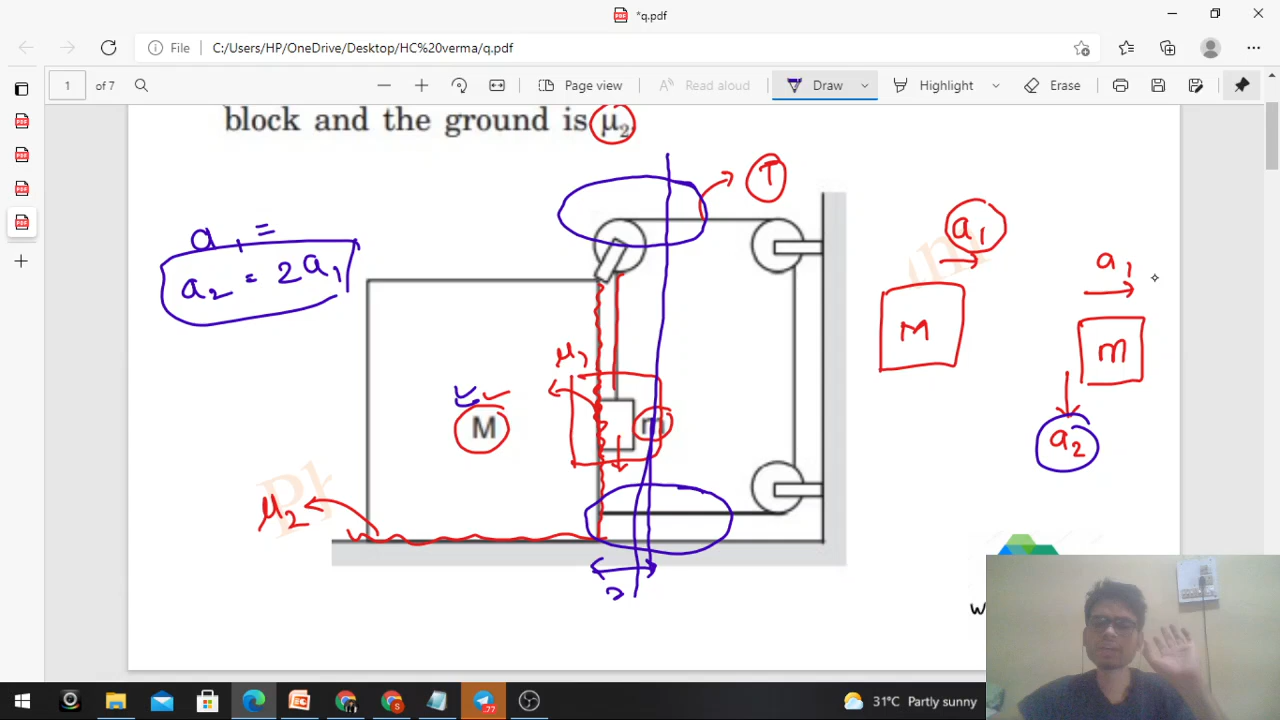 *q.pdf
File C:/Users/HP/OneDrive/Desktop/HC%20verma/q.pdf
1 of 7
Page view
Read aloud
Draw
Highlight
Erase
block and the ground is μ2.
T
a1 =
a2 = 2a1
a1
a1
M
m
μ1
M
m
a2
μ2
W
77
31°C Partly sunny